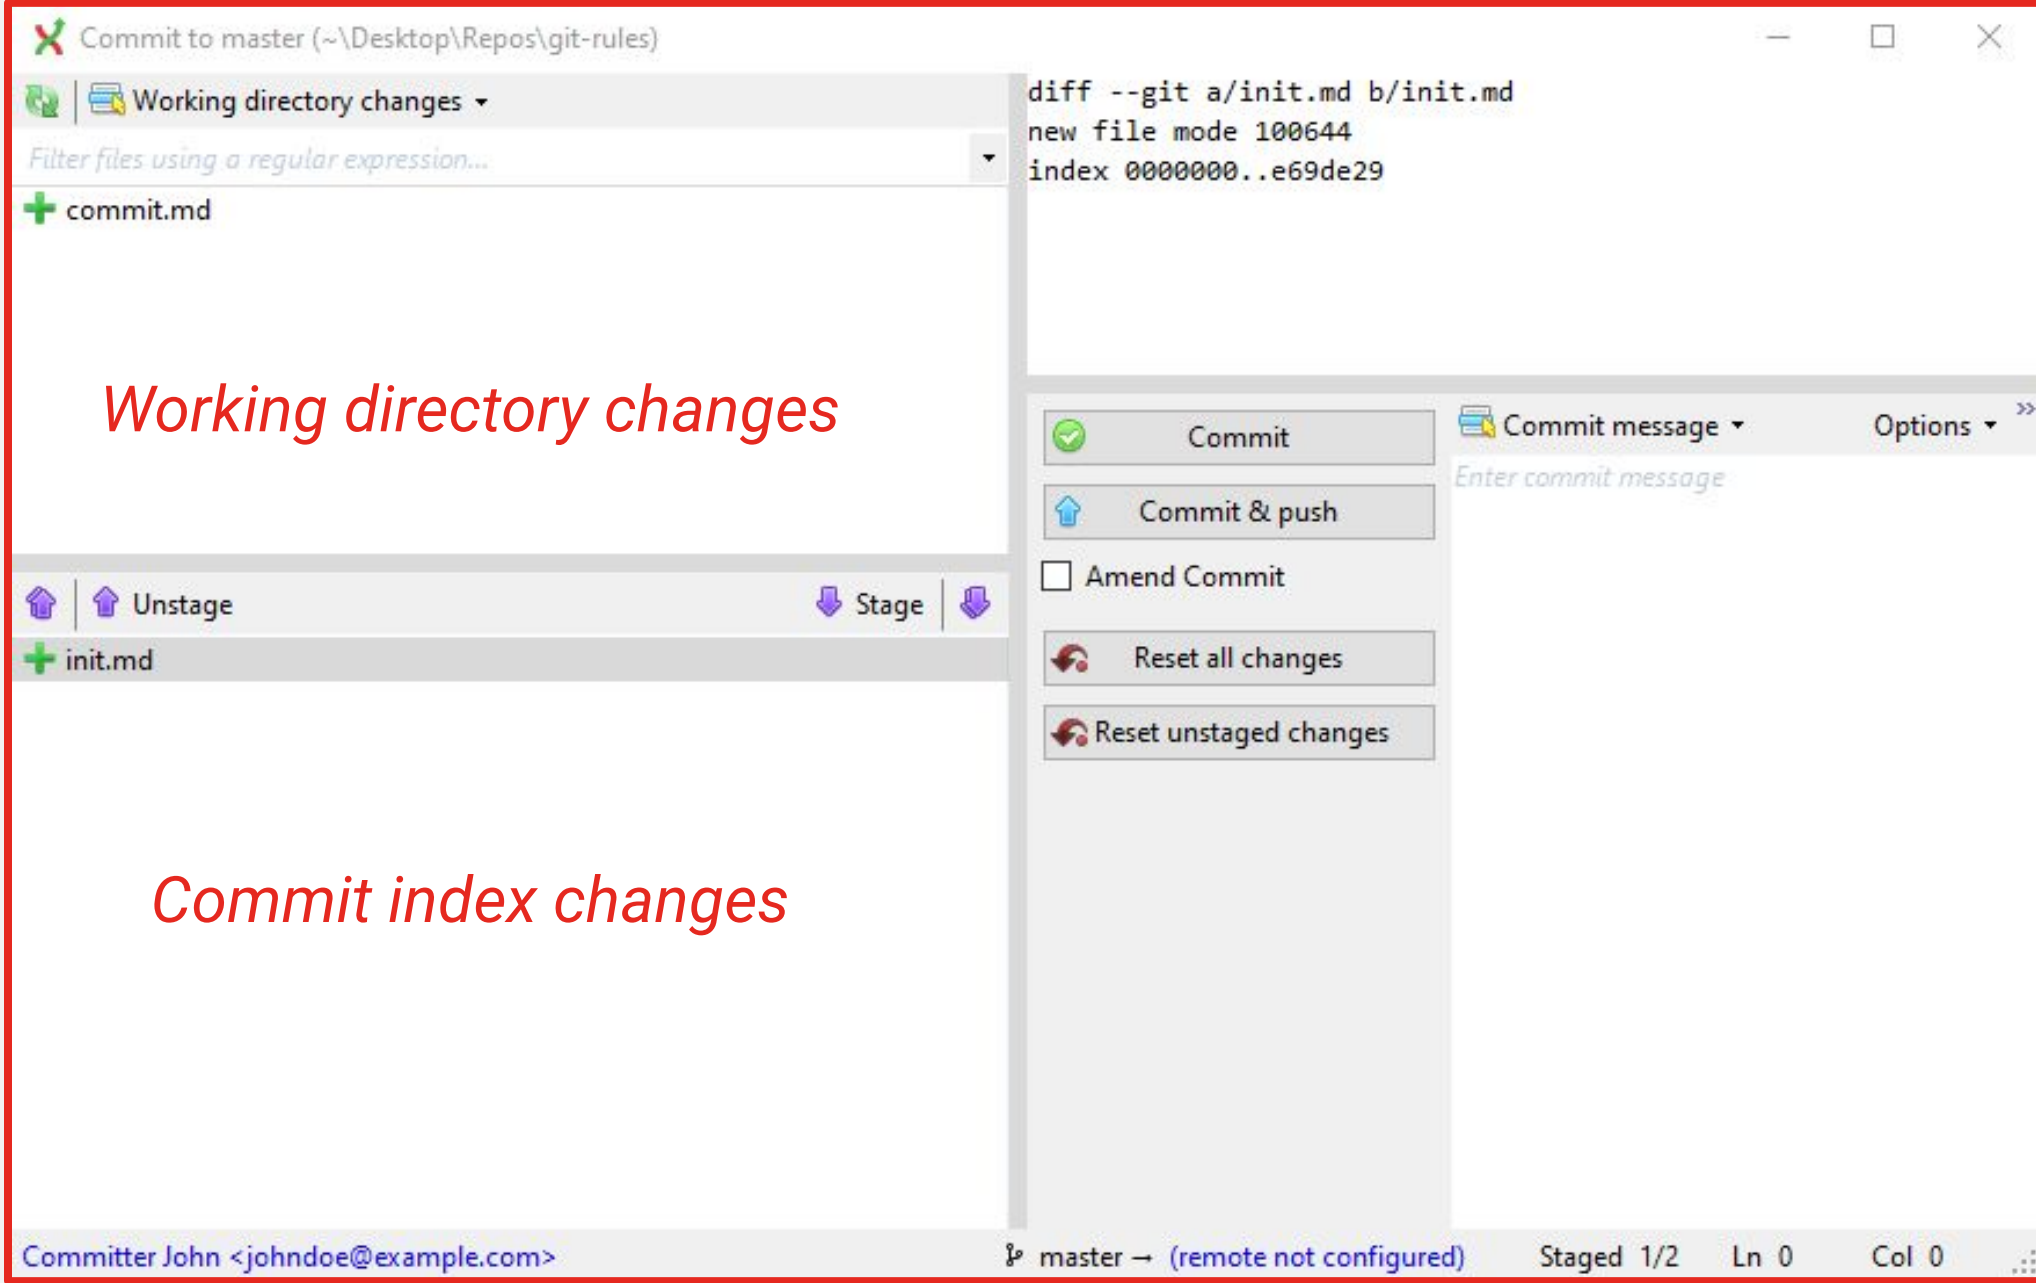 Commit to master (~\Desktop\Repos\git-rules)
Working directory changes
Filter files using a regular expression...
commit.md
Working directory changes
Unstage
Stage
init.md
Commit index changes
diff --git a/init.md b/init.md
new file mode 100644
index 0000000..e69de29
Commit
Commit & push
Amend Commit
Reset all changes
Reset unstaged changes
Commit message
Options
»
Enter commit message
Committer John <johndoe@example.com>
master → (remote not configured)
Staged 1/2
Ln 0
Col 0